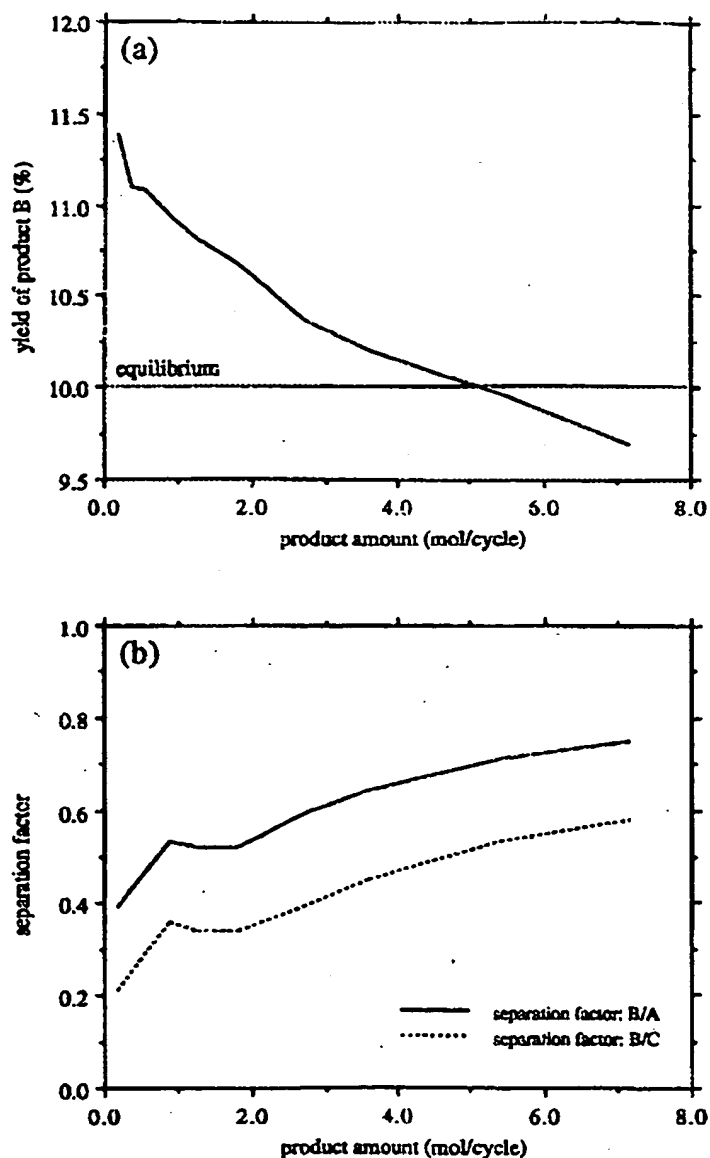 12.0
(a)
11.5
11.0
10.5
10.0
9.5
yield of product B (%)
equilibrium
0.0 2.0 4.0 6.0 8.0
product amount (mol/cycle)
1.0
(b)
0.8
0.6
0.4
0.2
0.0
separation factor
separation factor: B/A
separation factor: B/C
0.0 2.0 4.0 6.0 8.0
product amount (mol/cycle)